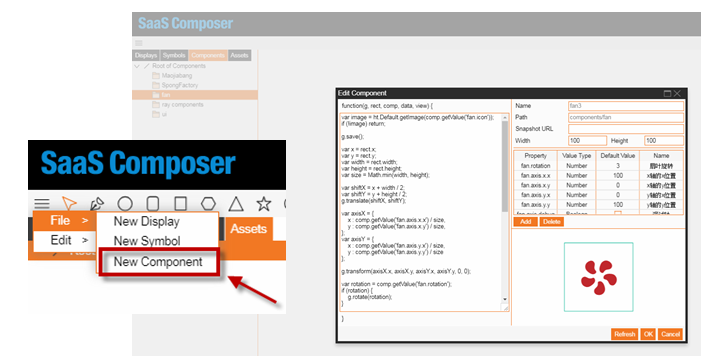 SaaS Composer
Displays Symbols Components Assets
Root of Components
Maojiatiang
SpongFactory
fan
ray components
ui
SaaS Composer
File >
Edit >
New Display
New Symbol
New Component
Assets
Edit Component
function(g, rect, comp, data, view) {
var image = ht.Default.getImage(comp.getValue('fan.icon'));
if (!image) return;
g.save();
var x = rect.x;
var y = rect.y;
var width = rect.width;
var height = rect.height;
var size = Math.min(width, height);
var shiftX = x + width / 2;
var shiftY = y + height / 2;
g.translate(shiftX, shiftY);
var axisX = {
x : comp.getValue('fan.axis.x.x') / size,
y : comp.getValue('fan.axis.x.y') / size,
};
var axisY = {
x : comp.getValue('fan.axis.y.x') / size,
y : comp.getValue('fan.axis.y.y') / size
};
g.transform(axisX.x, axisX.y, axisY.x, axisY.y, 0, 0);
var rotation = comp.getValue('fan.rotation');
if (rotation) {
g.rotate(rotation);
}
}
Name fan3
Path components/fan
Snapshot URL
Width 100 Height 100
Property Value Type Default Value Name
fan.rotation Number 3 扇叶旋转
fan.axis.x.x Number 100 x轴的x位置
fan.axis.x.y Number 0 x轴的y位置
fan.axis.y.x Number 0 y轴的x位置
fan.axis.y.y Number 100 y轴的y位置
Add Delete
Refresh OK Cancel